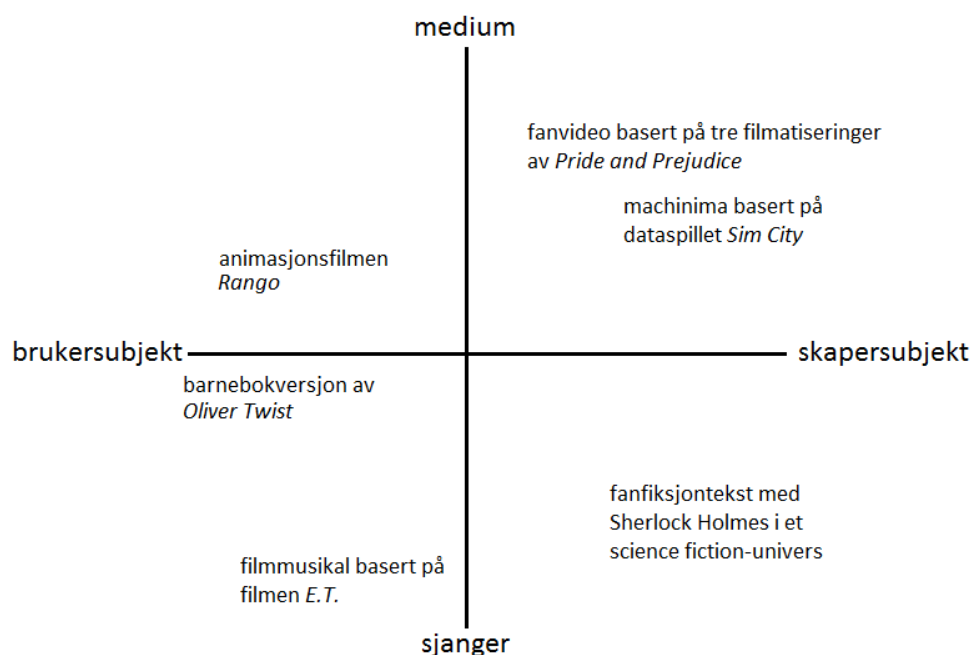 medium
fanvideo basert på tre filmatiseringer
av Pride and Prejudice
machinima basert på
dataspillet Sim City
animasjonsfilmen
Rango
brukersubjekt
skapersubjekt
barnebokversjon av
Oliver Twist
fanfiksjontekst med
Sherlock Holmes i et
science fiction-univers
filmmusikal basert på
filmen E.T.
sjanger